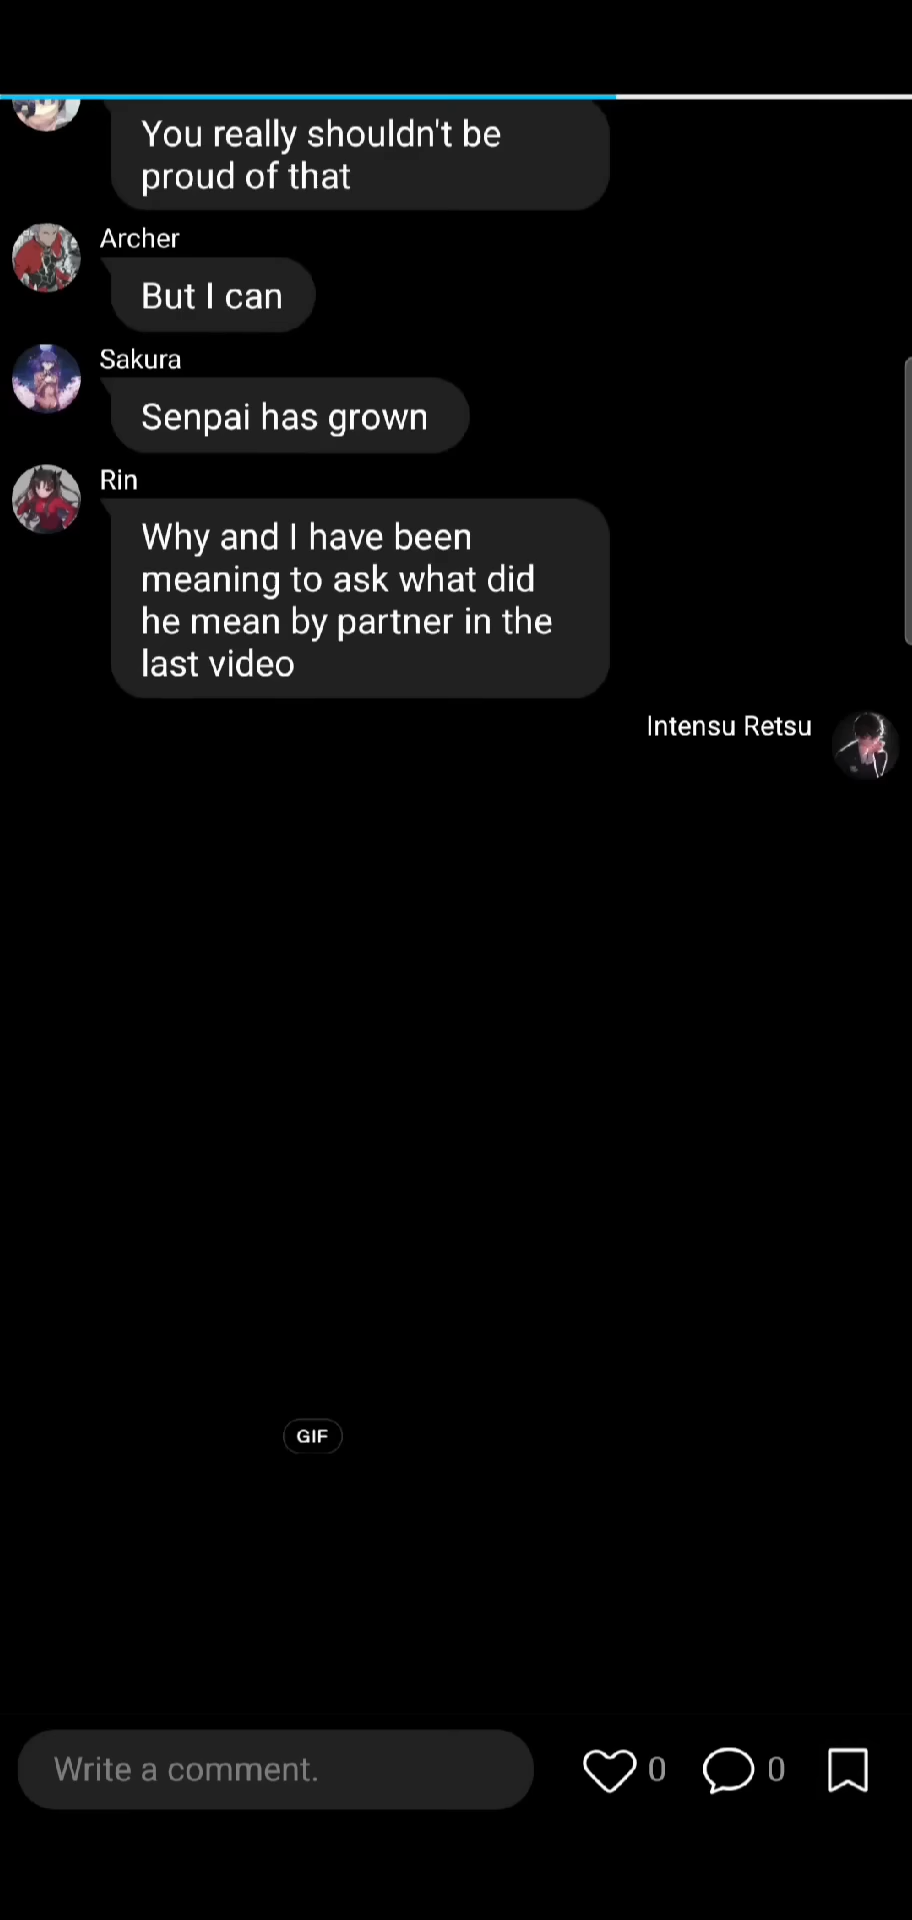 You really shouldn't be
proud of that
Archer
But I can
Sakura
Senpai has grown
Rin
Why and I have been
meaning to ask what did
he mean by partner in the
last video
Intensu Retsu
GIF
Write a comment.
0
0